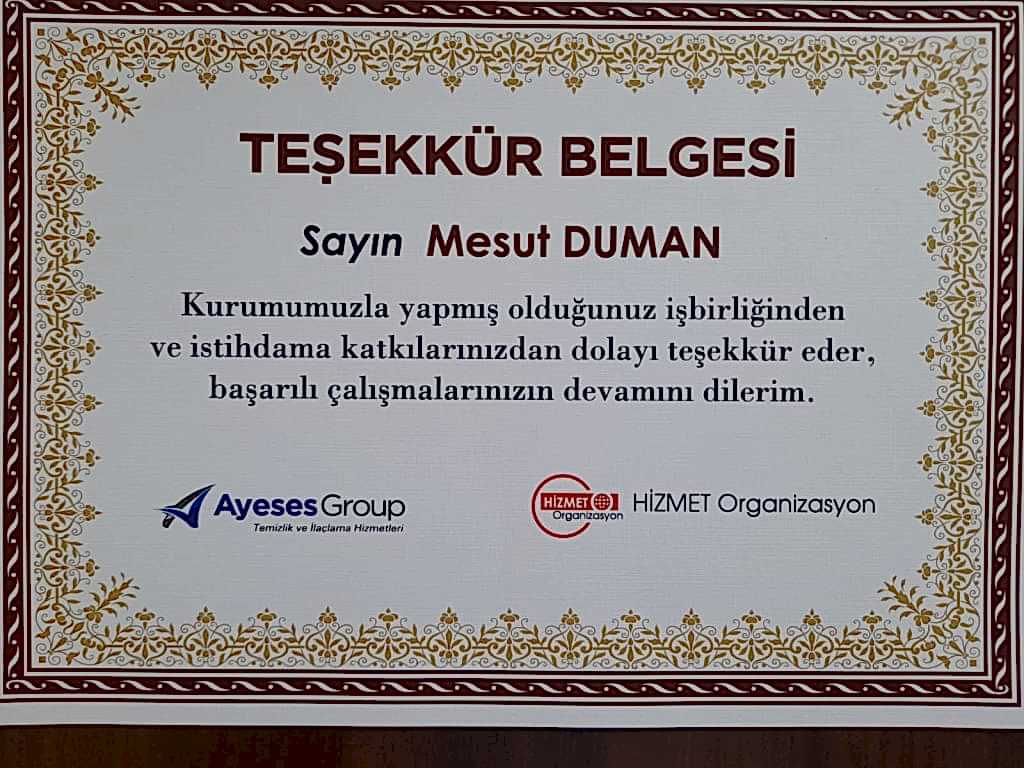 TEŞEKKÜR BELGESİ
Sayın Mesut DUMAN
Kurumumuzla yapmış olduğunuz işbirliğinden
ve istihdama katkılarınızdan dolayı teşekkür eder,
başarılı çalışmalarınızın devamını dilerim.
Ayeses Group
Temizlik ve İlaçlama Hizmetleri
HİZMET
Organizasyon
HİZMET Organizasyon